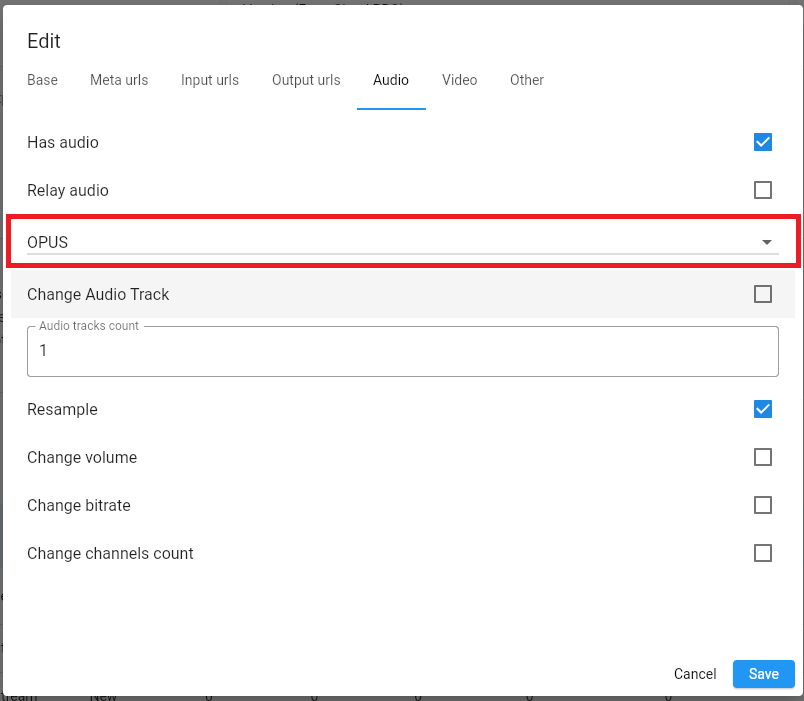 Edit
Base Meta urls Input urls Output urls Audio Video Other
Has audio
Relay audio
OPUS
Change Audio Track
Audio tracks count
1
Resample
Change volume
Change bitrate
Change channels count
Cancel Save